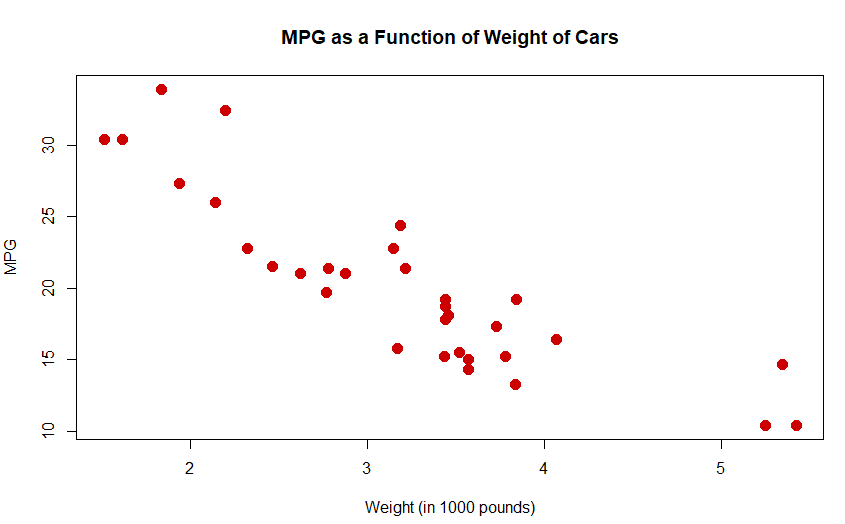 MPG as a Function of Weight of Cars
30
25
20
15
10
MPG
2 3 4 5
Weight (in 1000 pounds)